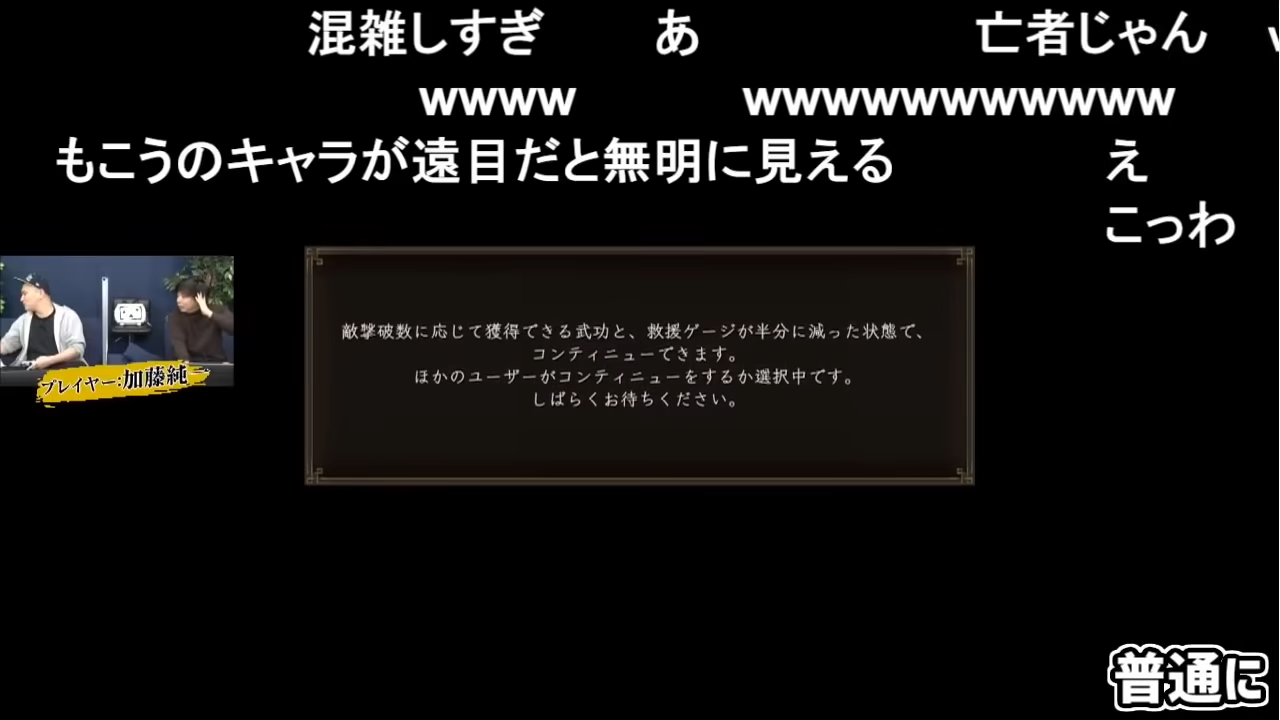 混雑しすぎ
あ
亡者じゃん
wwww
wwwwwwwwwww
もこうのキャラが遠目だと無明に見える
え
こっわ
敵撃破数に応じて獲得できる武功と、救援ゲージが半分に減った状態で、
コンティニューできます。
ほかのユーザーがコンティニューをするか選択中です。
しばらくお待ちください。
プレイヤー:加藤純一
普通に